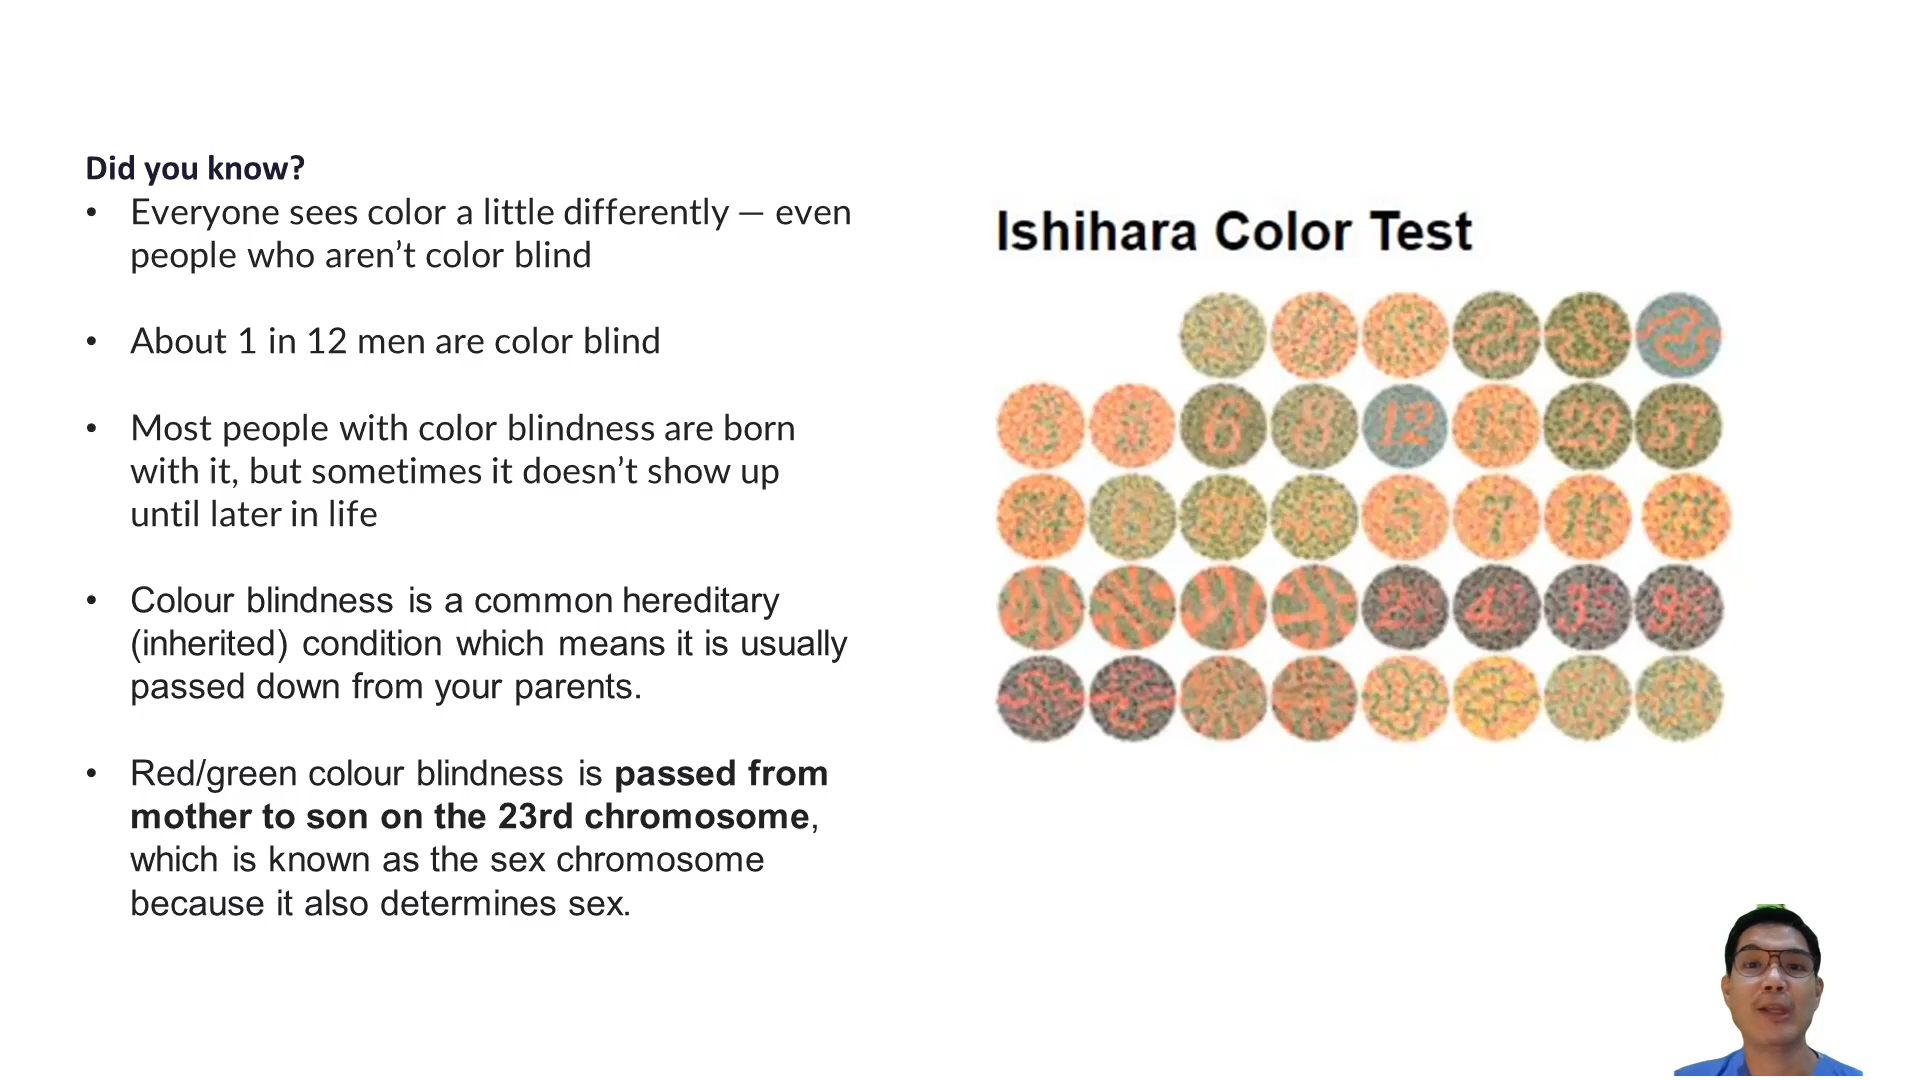 Did you know?
• Everyone sees color a little differently — even
people who aren’t color blind
• About 1 in 12 men are color blind
• Most people with color blindness are born
with it, but sometimes it doesn’t show up
until later in life
• Colour blindness is a common hereditary
(inherited) condition which means it is usually
passed down from your parents.
• Red/green colour blindness is passed from
mother to son on the 23rd chromosome,
which is known as the sex chromosome
because it also determines sex.
Ishihara Color Test
6 8 12 15 29 57